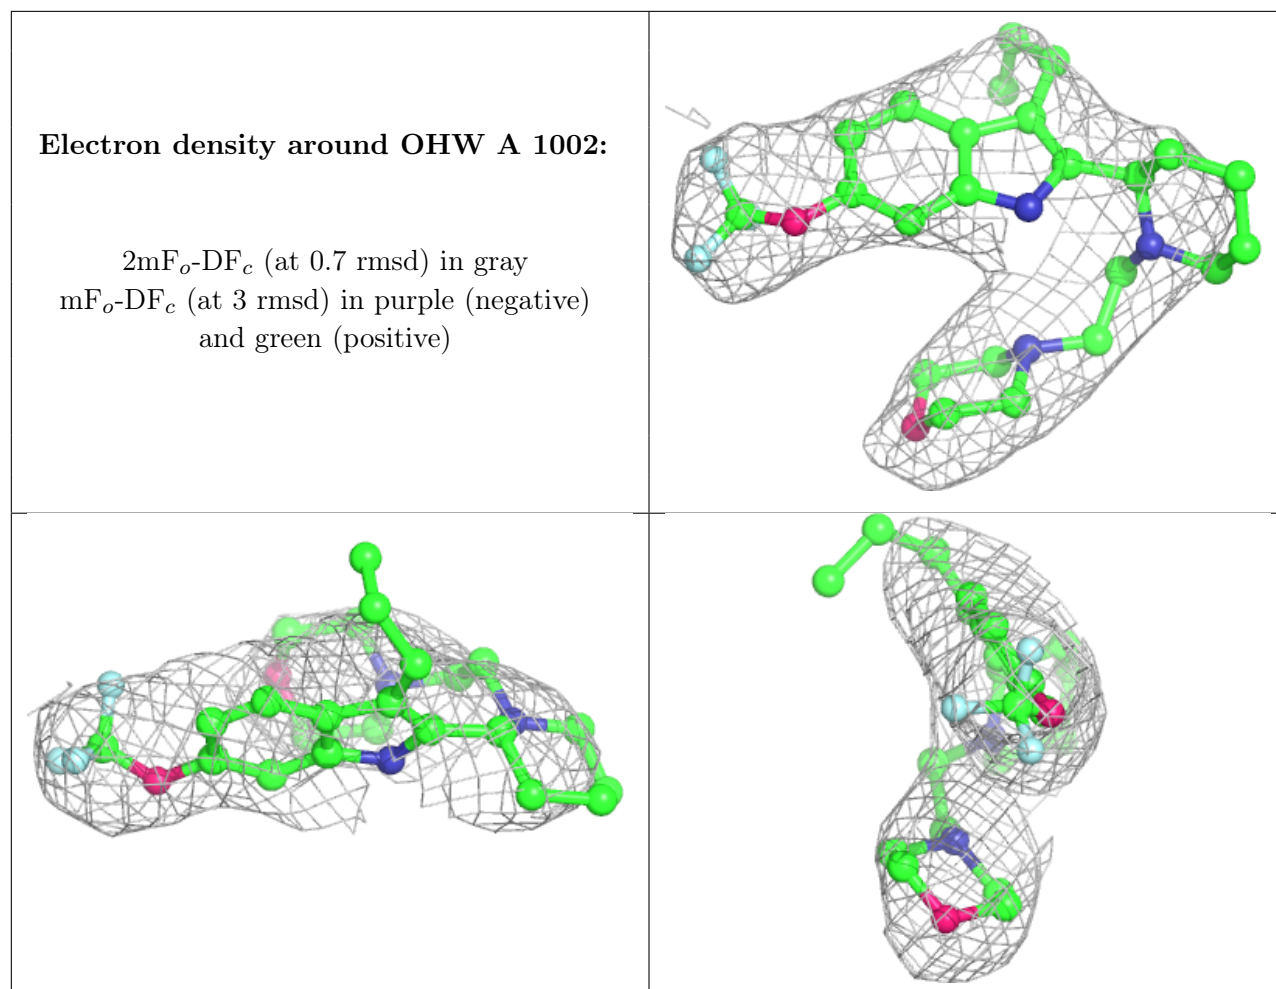 Electron density around OHW A 1002:
2mFo-DFc (at 0.7 rmsd) in gray
mFo-DFc (at 3 rmsd) in purple (negative)
and green (positive)